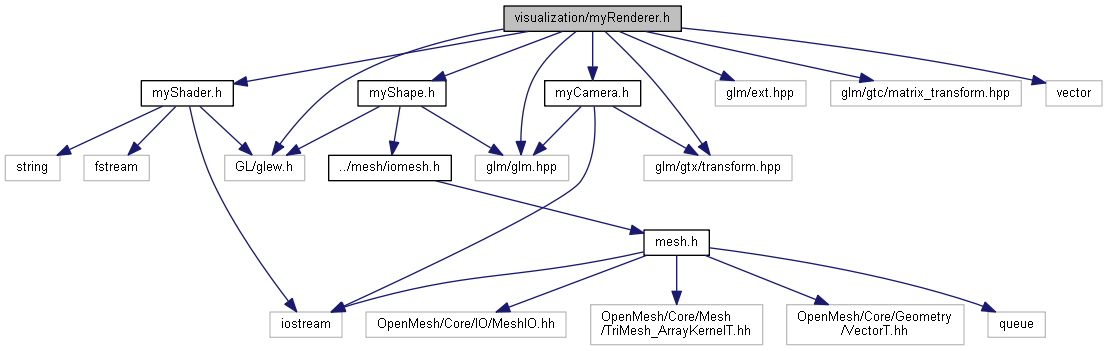 visualization/myRenderer.h
myShader.h
myShape.h
myCamera.h
glm/ext.hpp
glm/gtc/matrix_transform.hpp
vector
string
fstream
GL/glew.h
../mesh/iomesh.h
glm/glm.hpp
glm/gtx/transform.hpp
mesh.h
iostream
OpenMesh/Core/IO/MeshIO.hh
OpenMesh/Core/Mesh
/TriMesh_ArrayKernelT.hh
OpenMesh/Core/Geometry
/VectorT.hh
queue